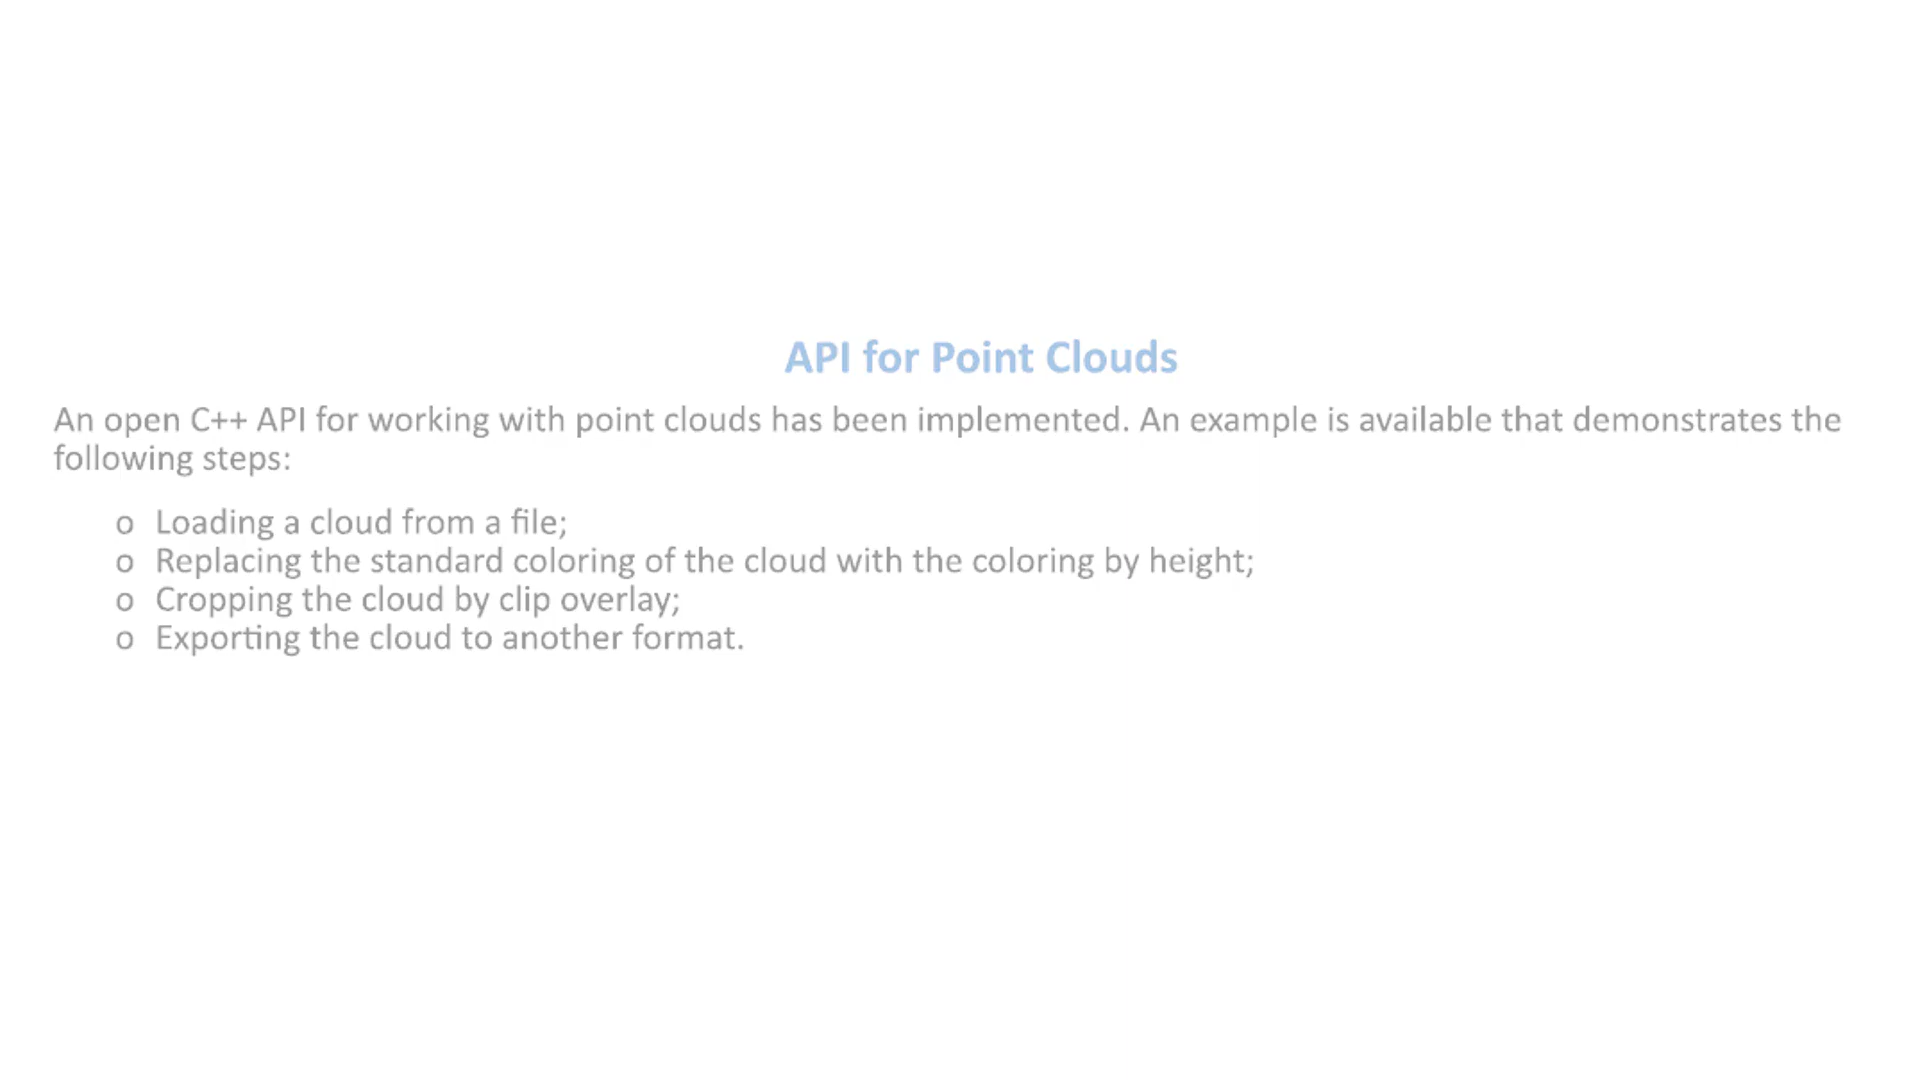 API for Point Clouds
An open C++ API for working with point clouds has been implemented. An example is available that demonstrates the
following steps:
o Loading a cloud from a file;
o Replacing the standard coloring of the cloud with the coloring by height;
o Cropping the cloud by clip overlay;
o Exporting the cloud to another format.